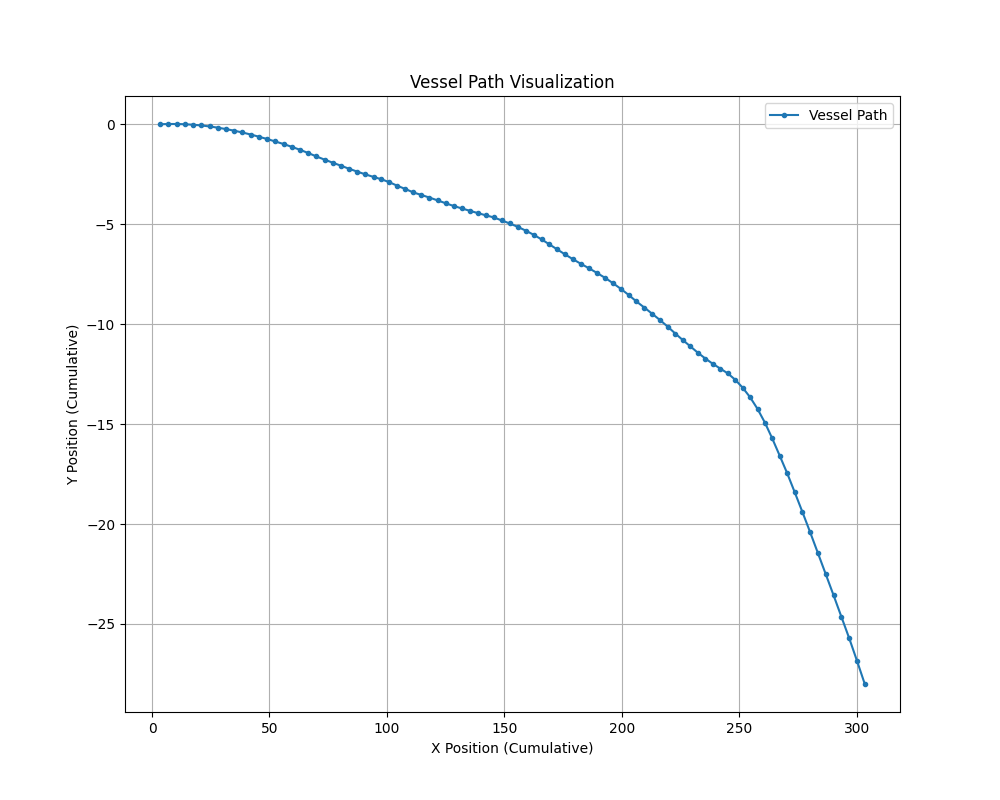 Vessel Path Visualization
Vessel Path
0
−5
−10
−15
−20
−25
Y Position (Cumulative)
0 50 100 150 200 250 300
X Position (Cumulative)